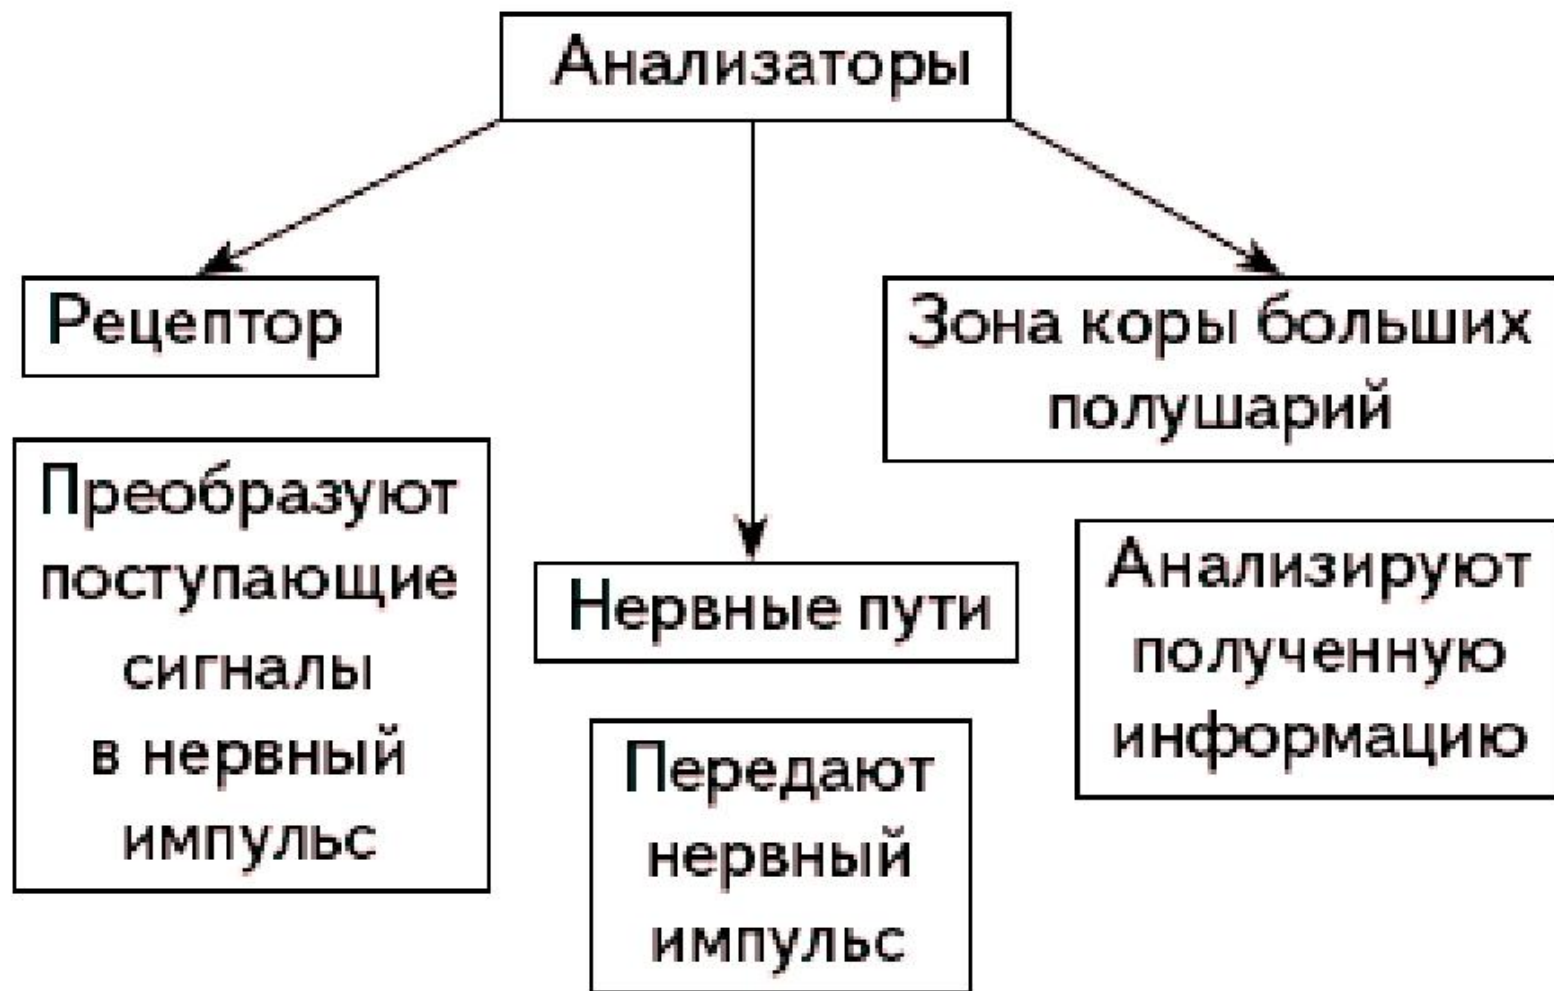 Анализаторы
Рецептор
Преобразуют
поступающие
сигналы
в нервный
импульс
Нервные пути
Передают
нервный
импульс
Зона коры больших
полушарий
Анализируют
полученную
информацию